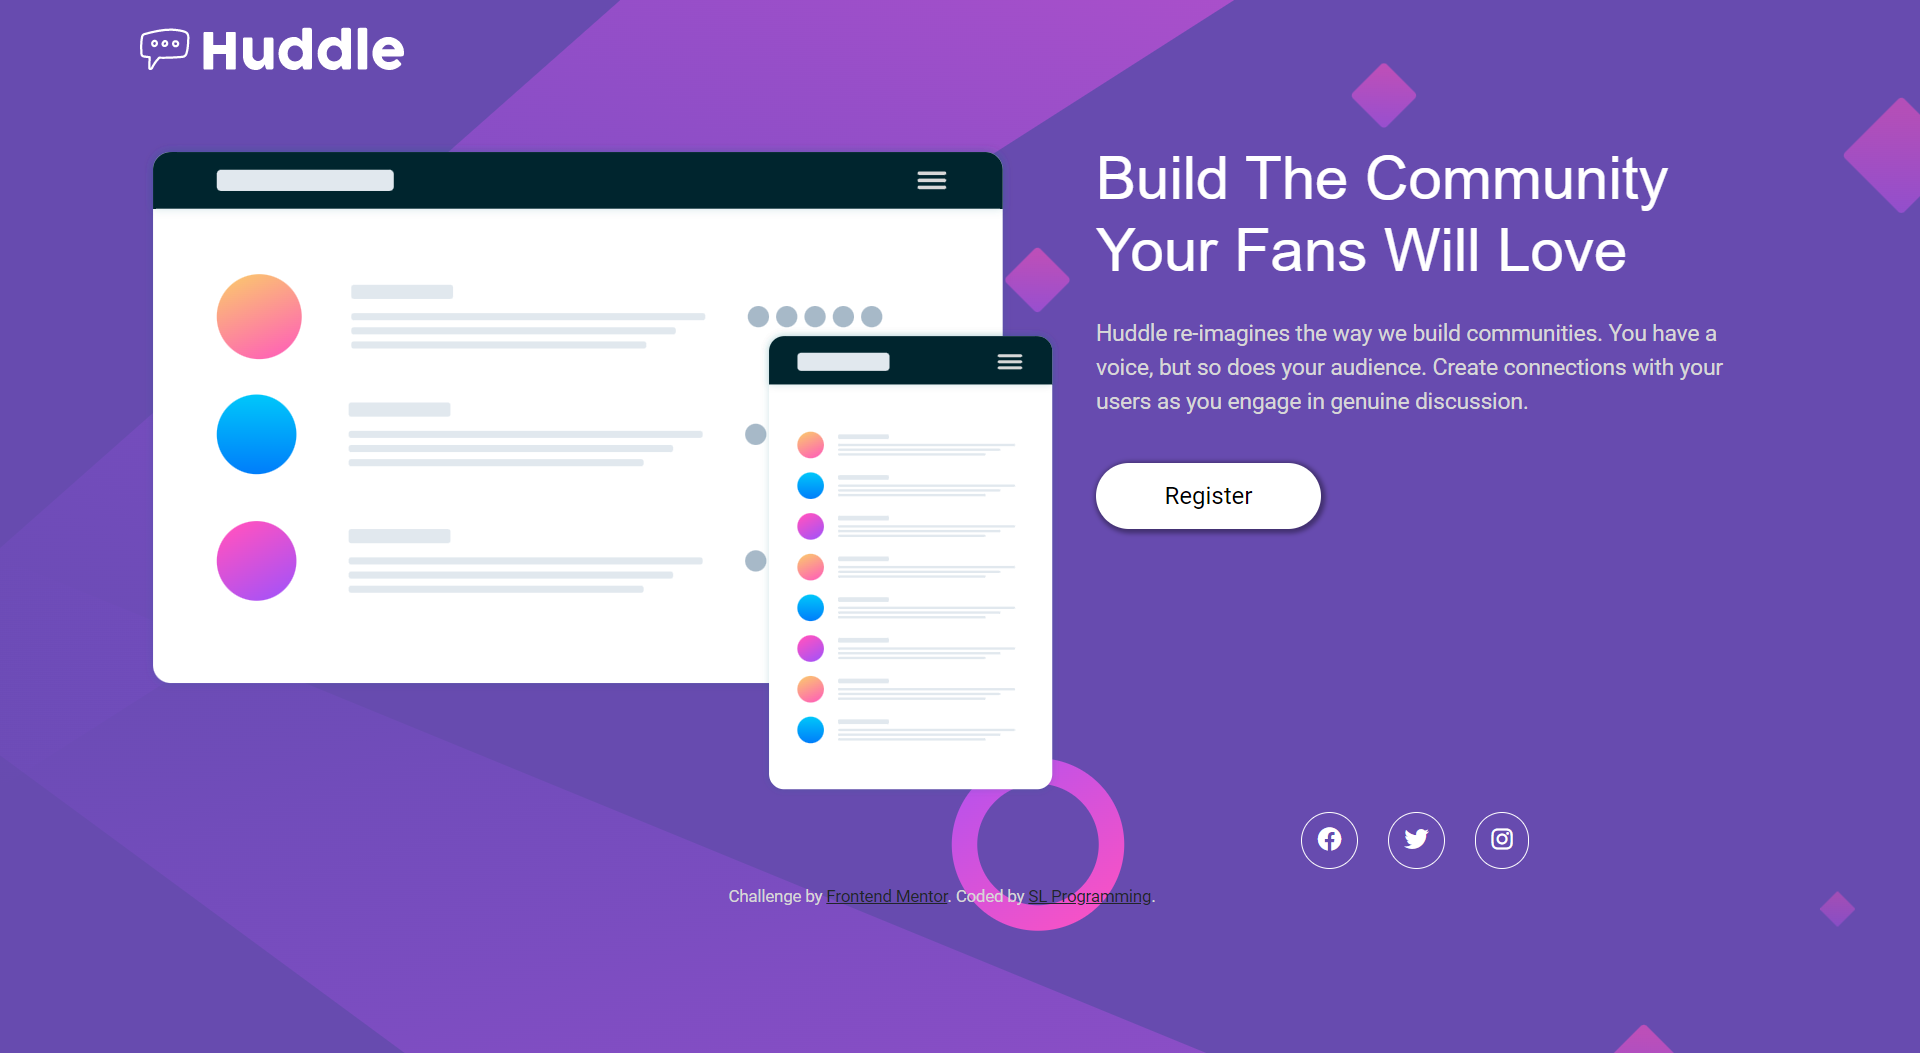 Huddle
Build The Community
Your Fans Will Love
Huddle re-imagines the way we build communities. You have a
voice, but so does your audience. Create connections with your
users as you engage in genuine discussion.
Register
Challenge by Frontend Mentor. Coded by SL Programming.